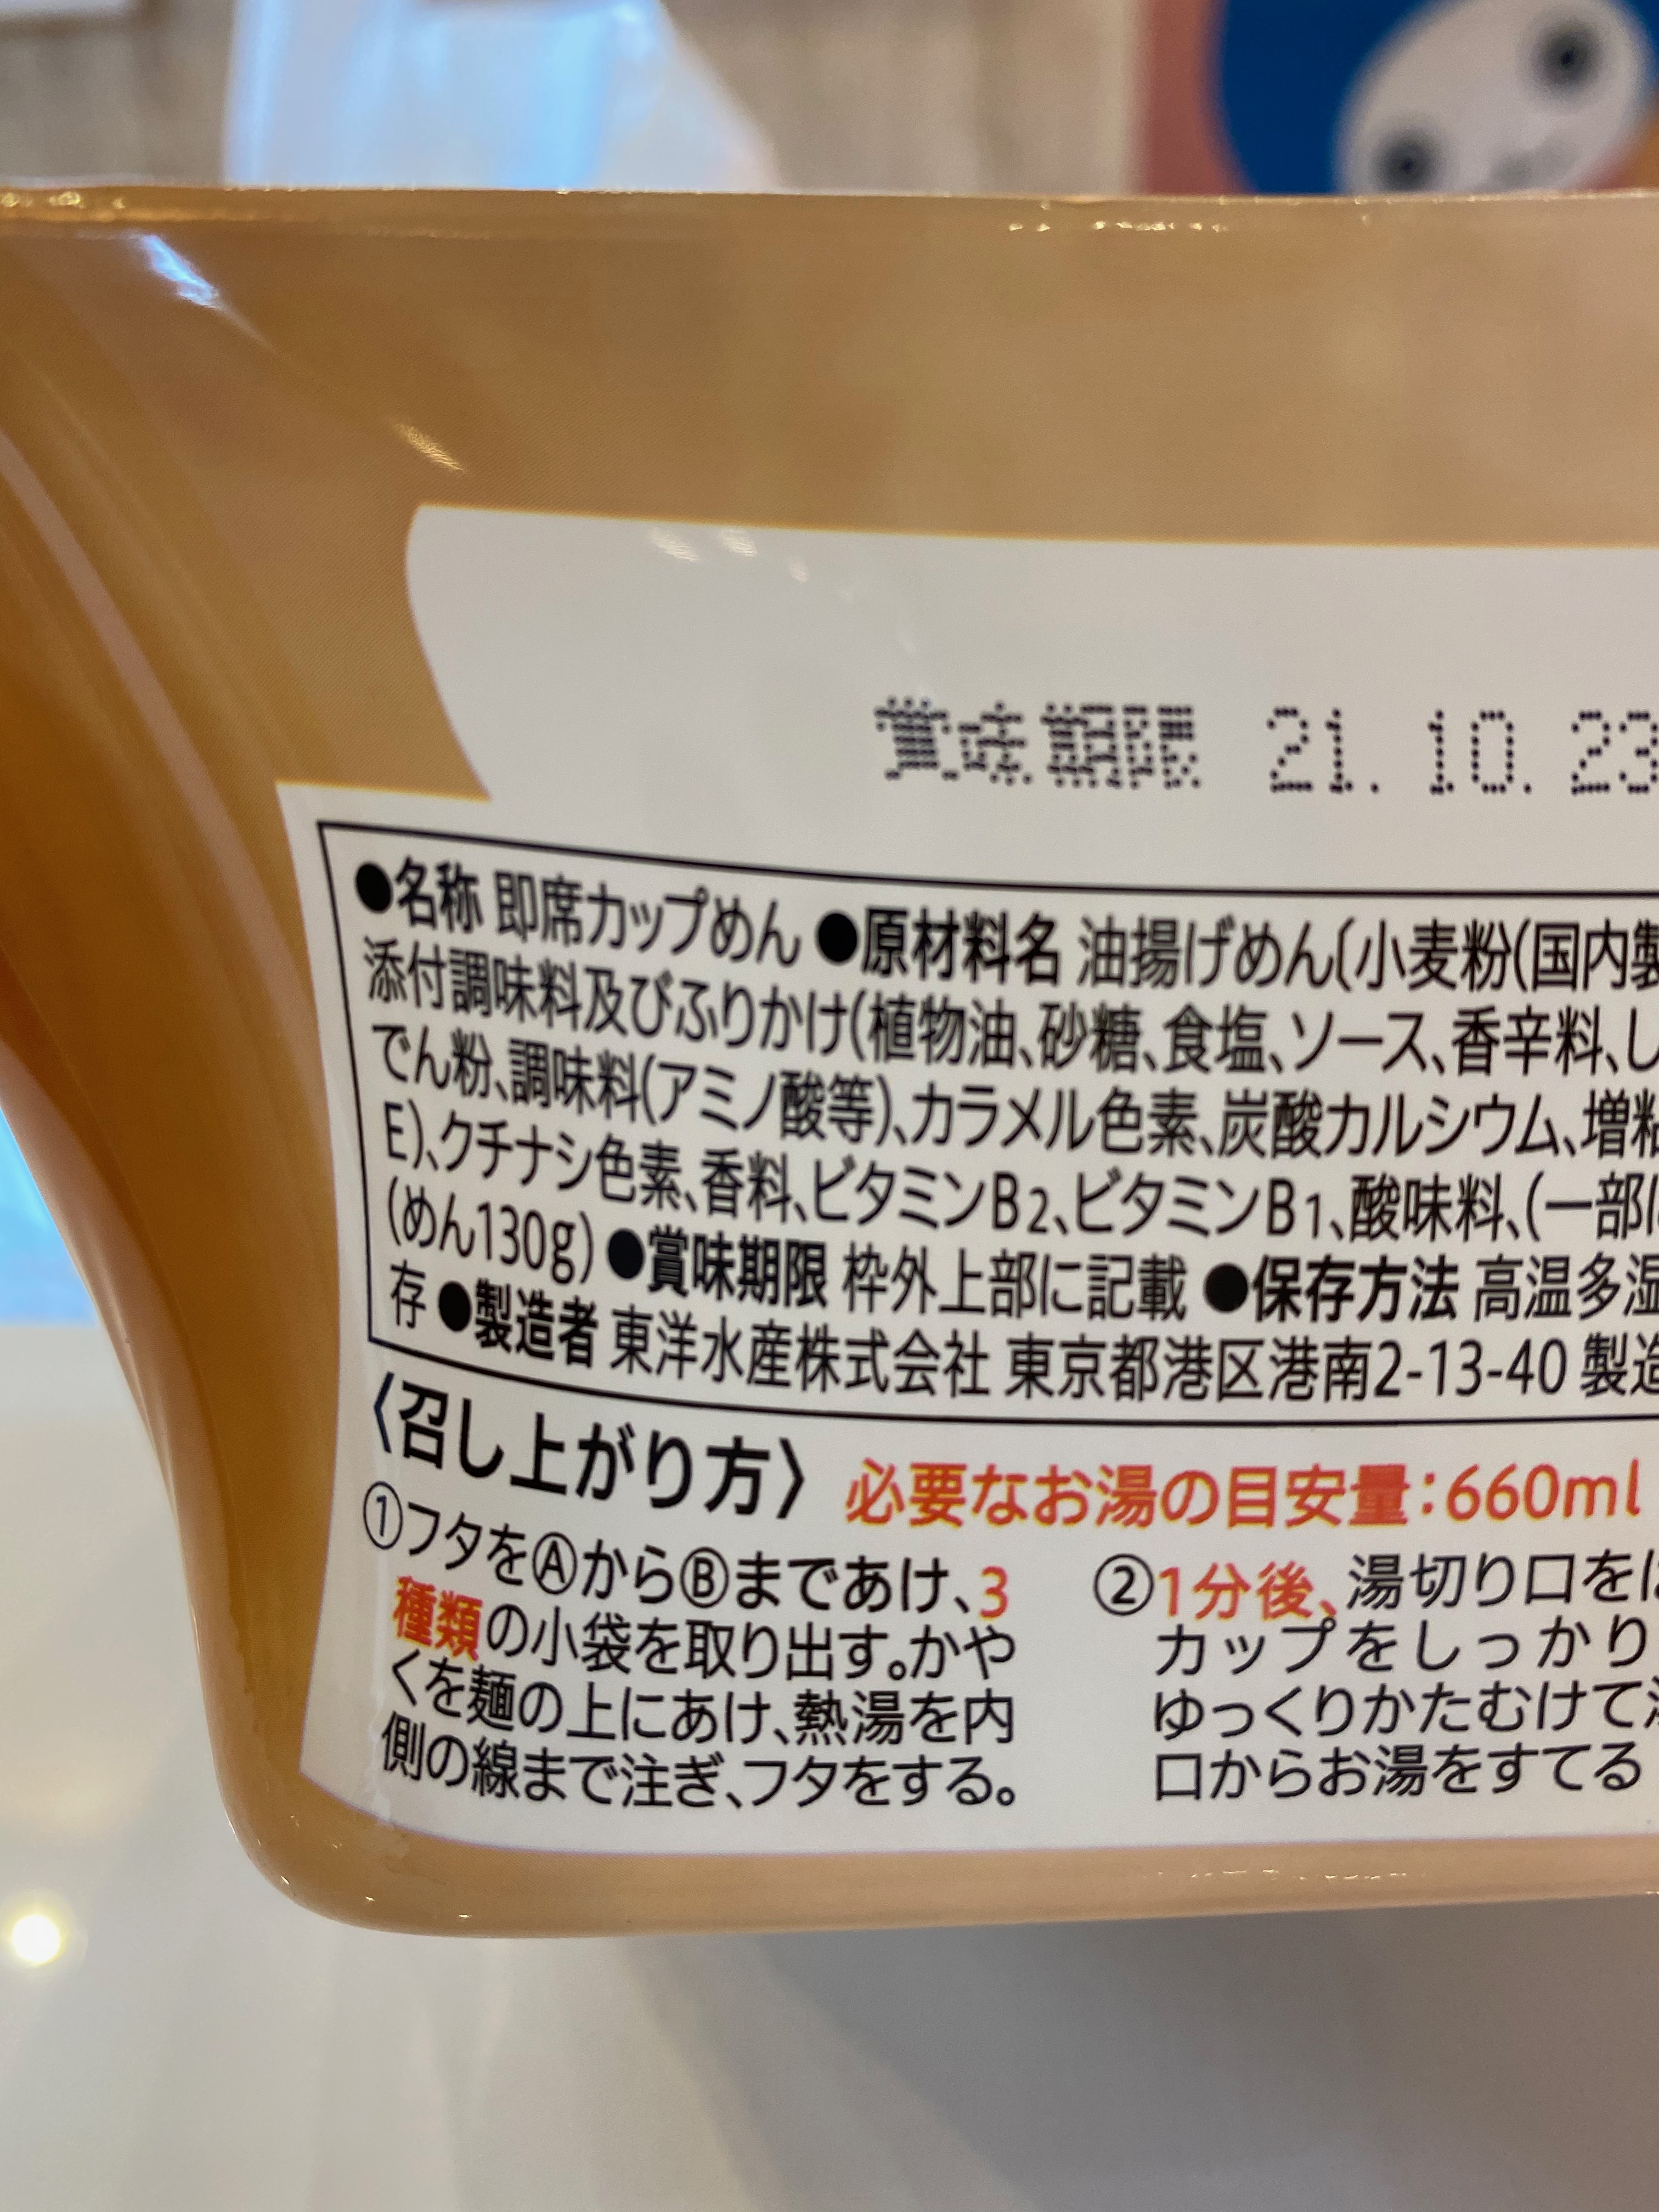 賞味期限 21.10.23
●名称 即席カップめん ●原材料名 油揚げめん(小麦粉(国内製
添付調味料及びふりかけ(植物油、砂糖、食塩、ソース、香辛料、し
でん粉、調味料(アミノ酸等)、カラメル色素、炭酸カルシウム、増粘
E)、クチナシ色素、香料、ビタミンB2、ビタミンB1、酸味料、(一部に
(めん130g) ●賞味期限 枠外上部に記載 ●保存方法 高温多湿
存 ●製造者 東洋水産株式会社 東京都港区港南2-13-40 製造
〈召し上がり方〉 必要なお湯の目安量:660ml
①フタをⒶからⒷまであけ、3
種類の小袋を取り出す。かや
くを麺の上にあけ、熱湯を内
側の線まで注ぎ、フタをする。
②1分後、湯切り口をは
カップをしっかり
ゆっくりかたむけて湯
口からお湯をすてる